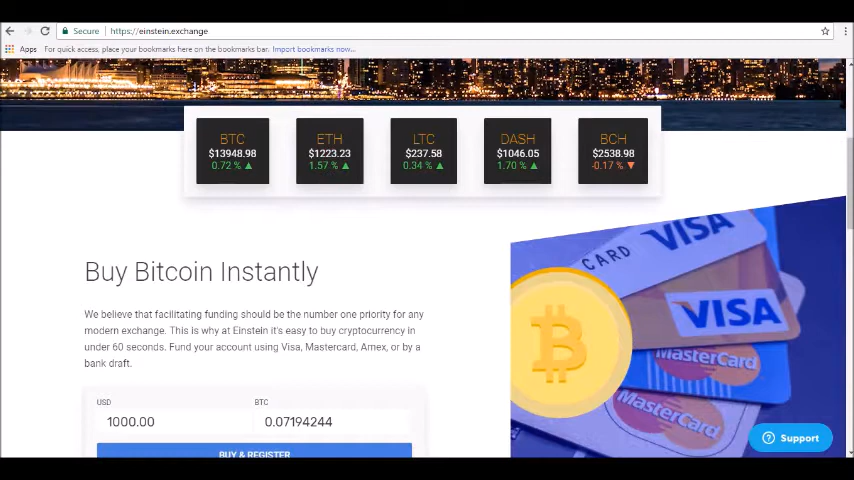 Secure
https://einstein.exchange
Apps For quick access, place your bookmarks here on the bookmarks bar. Import bookmarks now...
BTC
$13948.98
0.72 % ▲
ETH
$1223.23
1.57 % ▲
LTC
$237.58
0.34 % ▲
DASH
$1046.05
1.70 % ▲
BCH
$2538.98
-0.17 % ▼
Buy Bitcoin Instantly
We believe that facilitating funding should be the number one priority for any
modern exchange. This is why at Einstein it's easy to buy cryptocurrency in
under 60 seconds. Fund your account using Visa, Mastercard, Amex, or by a
bank draft.
USD
1000.00
BTC
0.07194244
BUY & REGISTER
CARD VISA
VISA
MasterCard
MasterCard
Support